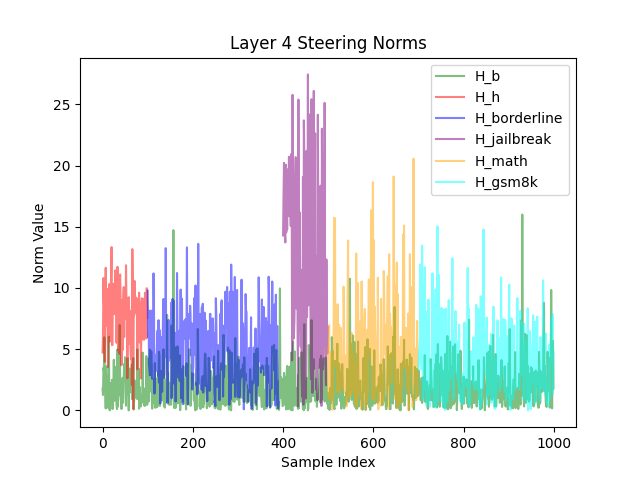 Layer 4 Steering Norms
Norm Value
25
20
15
10
5
0
0 200 400 600 800 1000
Sample Index
H_b
H_h
H_borderline
H_jailbreak
H_math
H_gsm8k